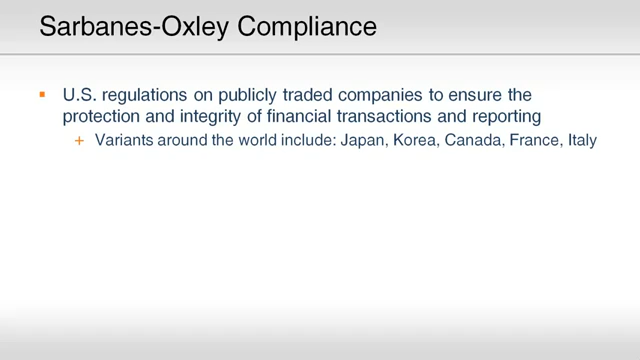 Sarbanes-Oxley Compliance
U.S. regulations on publicly traded companies to ensure the
protection and integrity of financial transactions and reporting
+ Variants around the world include: Japan, Korea, Canada, France, Italy